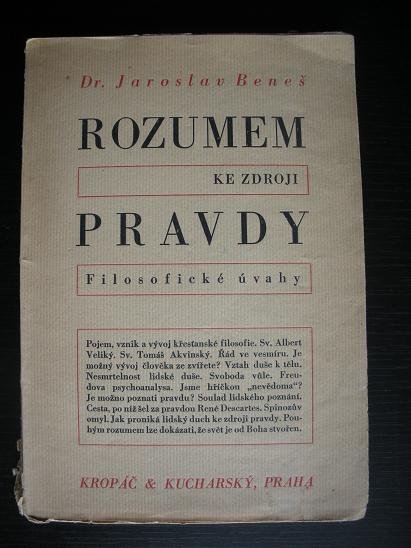 Dr. Jaroslav Beneš
ROZUMEM
KE ZDROJI
PRAVDY
Filosofické úvahy
Pojem, vznik a vývoj křesťanské filosofie. Sv. Albert
Veliký. Sv. Tomáš Akvinský. Řád ve vesmíru. Je
možný vývoj člověka ze zvířete? Vztah duše k tělu.
Nesmrtelnost lidské duše. Svoboda vůle. Freu-
dova psychoanalysa. Jsme hříčkou „nevědoma“?
Je možno poznati pravdu? Soulad lidského poznání.
Cesta, po níž šel za pravdou René Descartes. Spinozův
omyl. Jak proniká lidský duch ke zdroji pravdy. Pou-
hým rozumem lze dokázati, že svět je od Boha stvořen.
KROPÁČ & KUCHARSKÝ, PRAHA